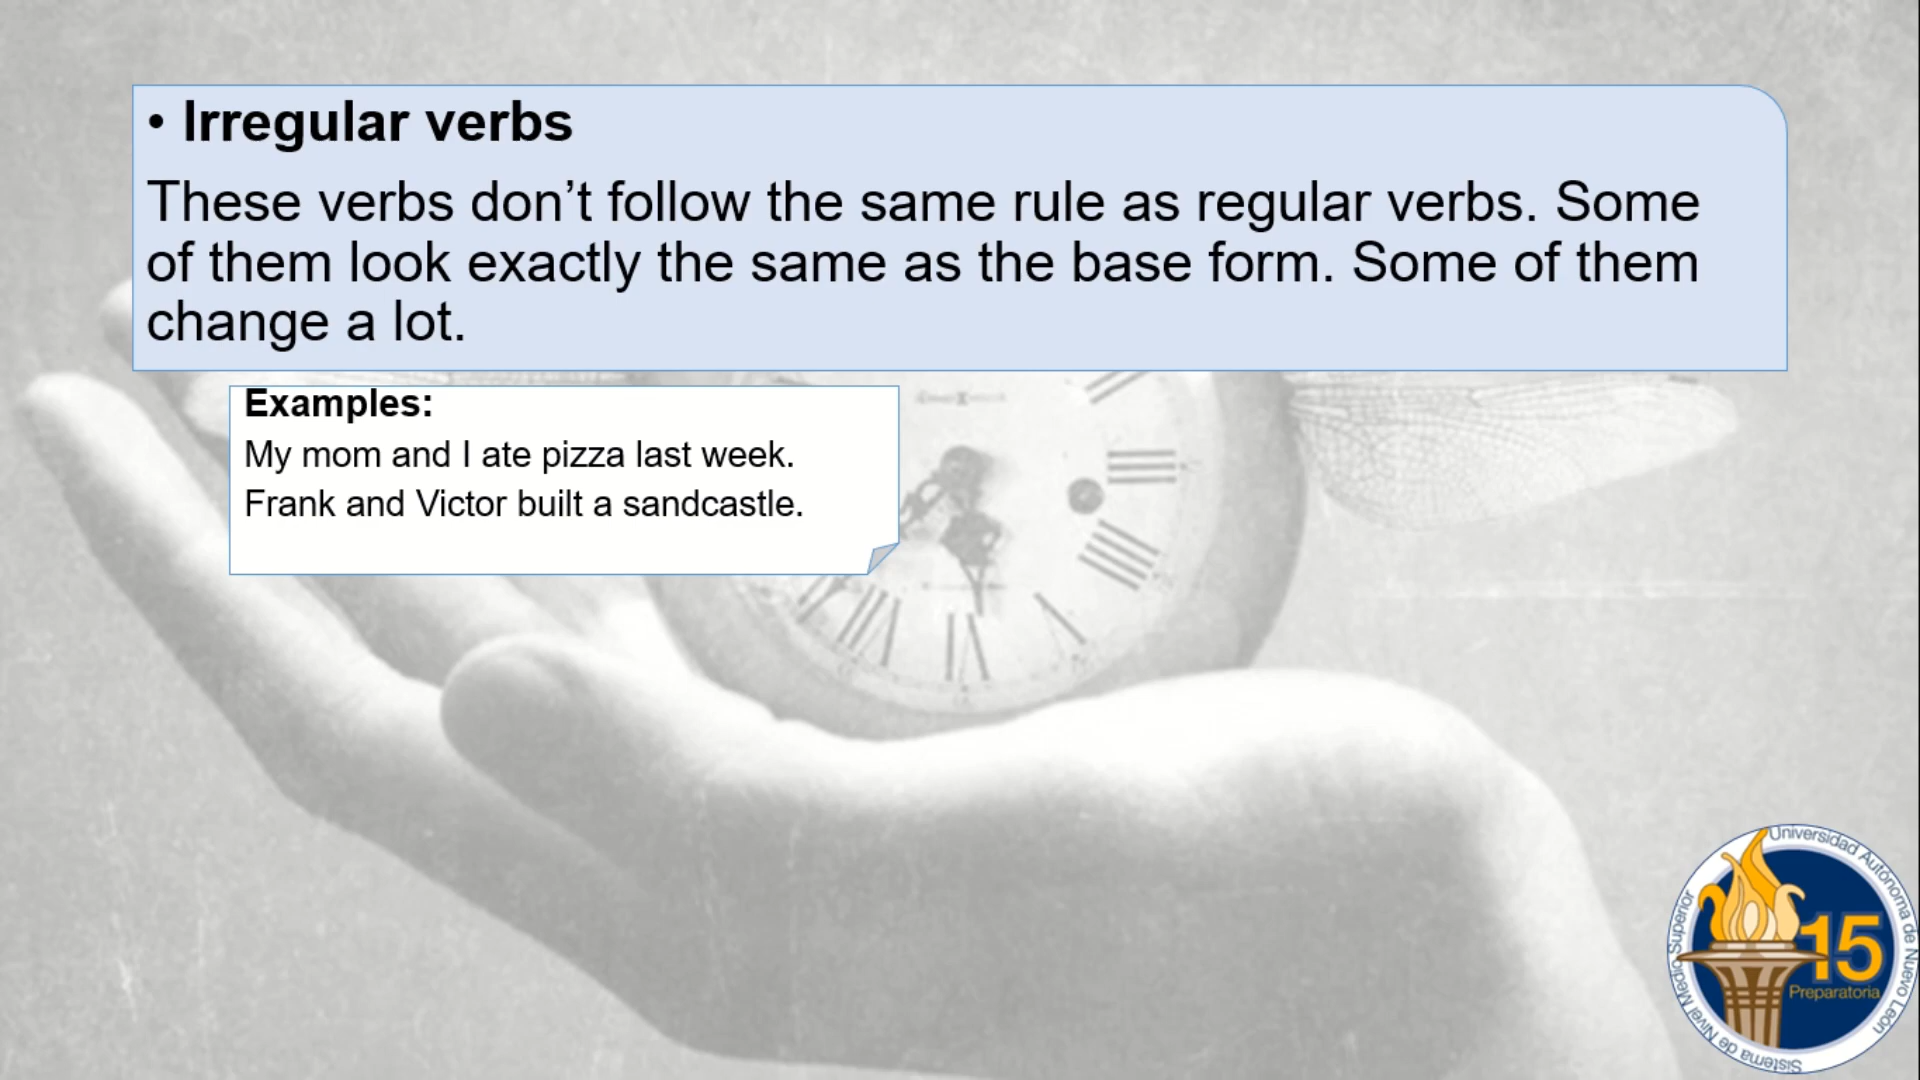 • Irregular verbs
These verbs don’t follow the same rule as regular verbs. Some
of them look exactly the same as the base form. Some of them
change a lot.
Examples:
My mom and I ate pizza last week.
Frank and Victor built a sandcastle.
Universidad Autónoma de Nuevo León
15
Preparatoria
Sistema de Nivel Medio Superior